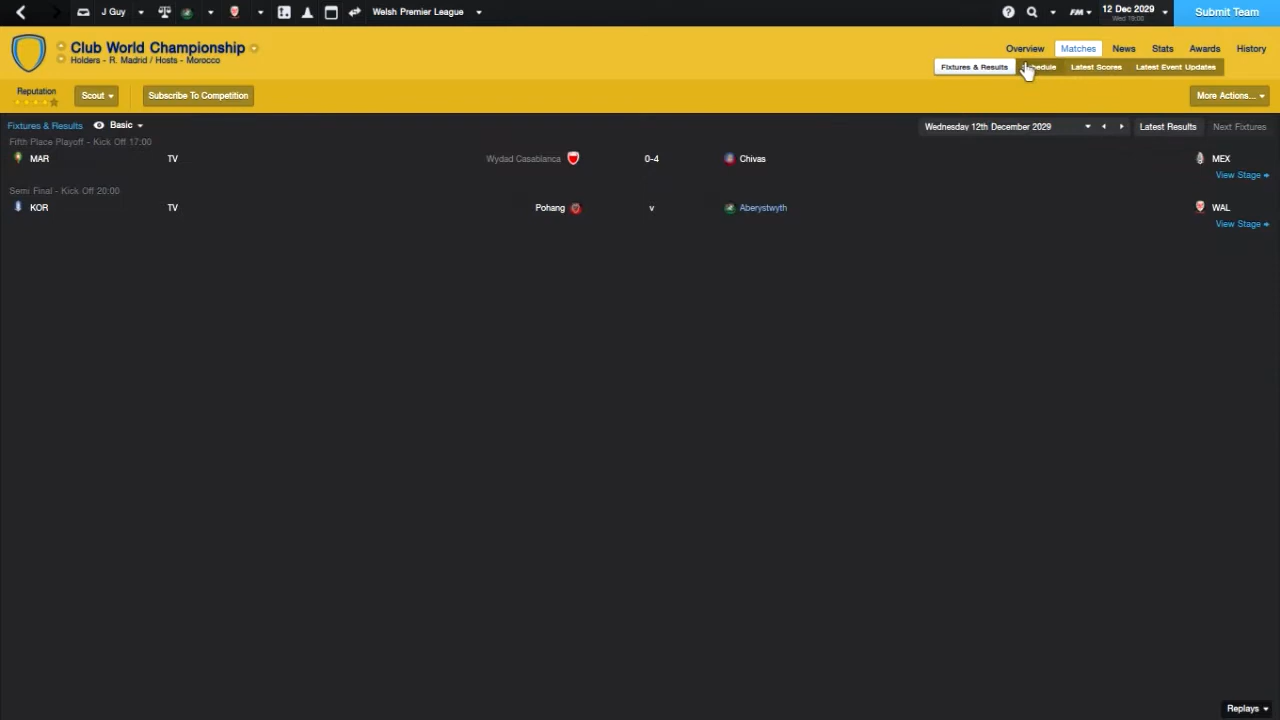 J Guy
Welsh Premier League
FM
12 Dec 2029
Wed 19:00
Submit Team
Club World Championship
Holders - R. Madrid / Hosts - Morocco
Overview
Matches
News
Stats
Awards
History
Fixtures & Results
Latest Scores
Latest Event Updates
Reputation
Scout
Subscribe To Competition
More Actions...
Fixtures & Results
Basic
Wednesday 12th December 2029
Latest Results
Next Fixtures
Fifth Place Playoff - Kick Off 17:00
MAR TV Wydad Casablanca 0-4 Chivas MEX
View Stage
Semi Final - Kick Off 20:00
KOR TV Pohang v Aberystwyth WAL
View Stage
Replays